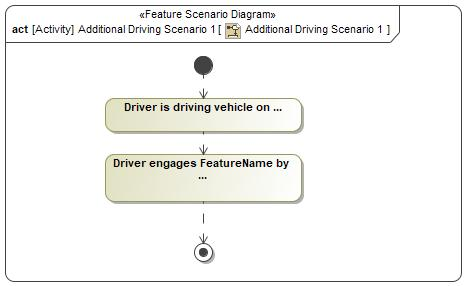 «Feature Scenario Diagram»
act [Activity] Additional Driving Scenario 1 [ Additional Driving Scenario 1 ]
Driver is driving vehicle on ...
Driver engages FeatureName by
...